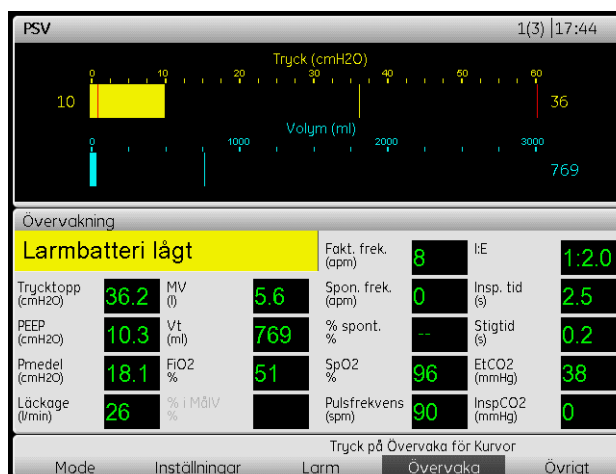 PSV 1(3) 17:44
Tryck (cmH2O)
0 10 20 30 40 50 60
10 36
Volym (ml)
0 1000 2000 3000
769
Övervakning
Larmbatteri lågt
Fakt. frek. (apm) 8 I:E 1:2.0
Trycktopp (cmH2O) 36.2 MV (l) 5.6 Spon. frek. (apm) 0 Insp. tid (s) 2.5
PEEP (cmH2O) 10.3 Vt (ml) 769 % spont. % -- Stigtid (s) 0.2
Pmedel (cmH2O) 18.1 FiO2 % 51 SpO2 % 96 EtCO2 (mmHg) 38
Läckage (l/min) 26 % i MålV % Pulsfrekvens (spm) 90 InspCO2 (mmHg) 0
Tryck på Övervaka för Kurvor
Mode Inställningar Larm Övervaka Övrigt